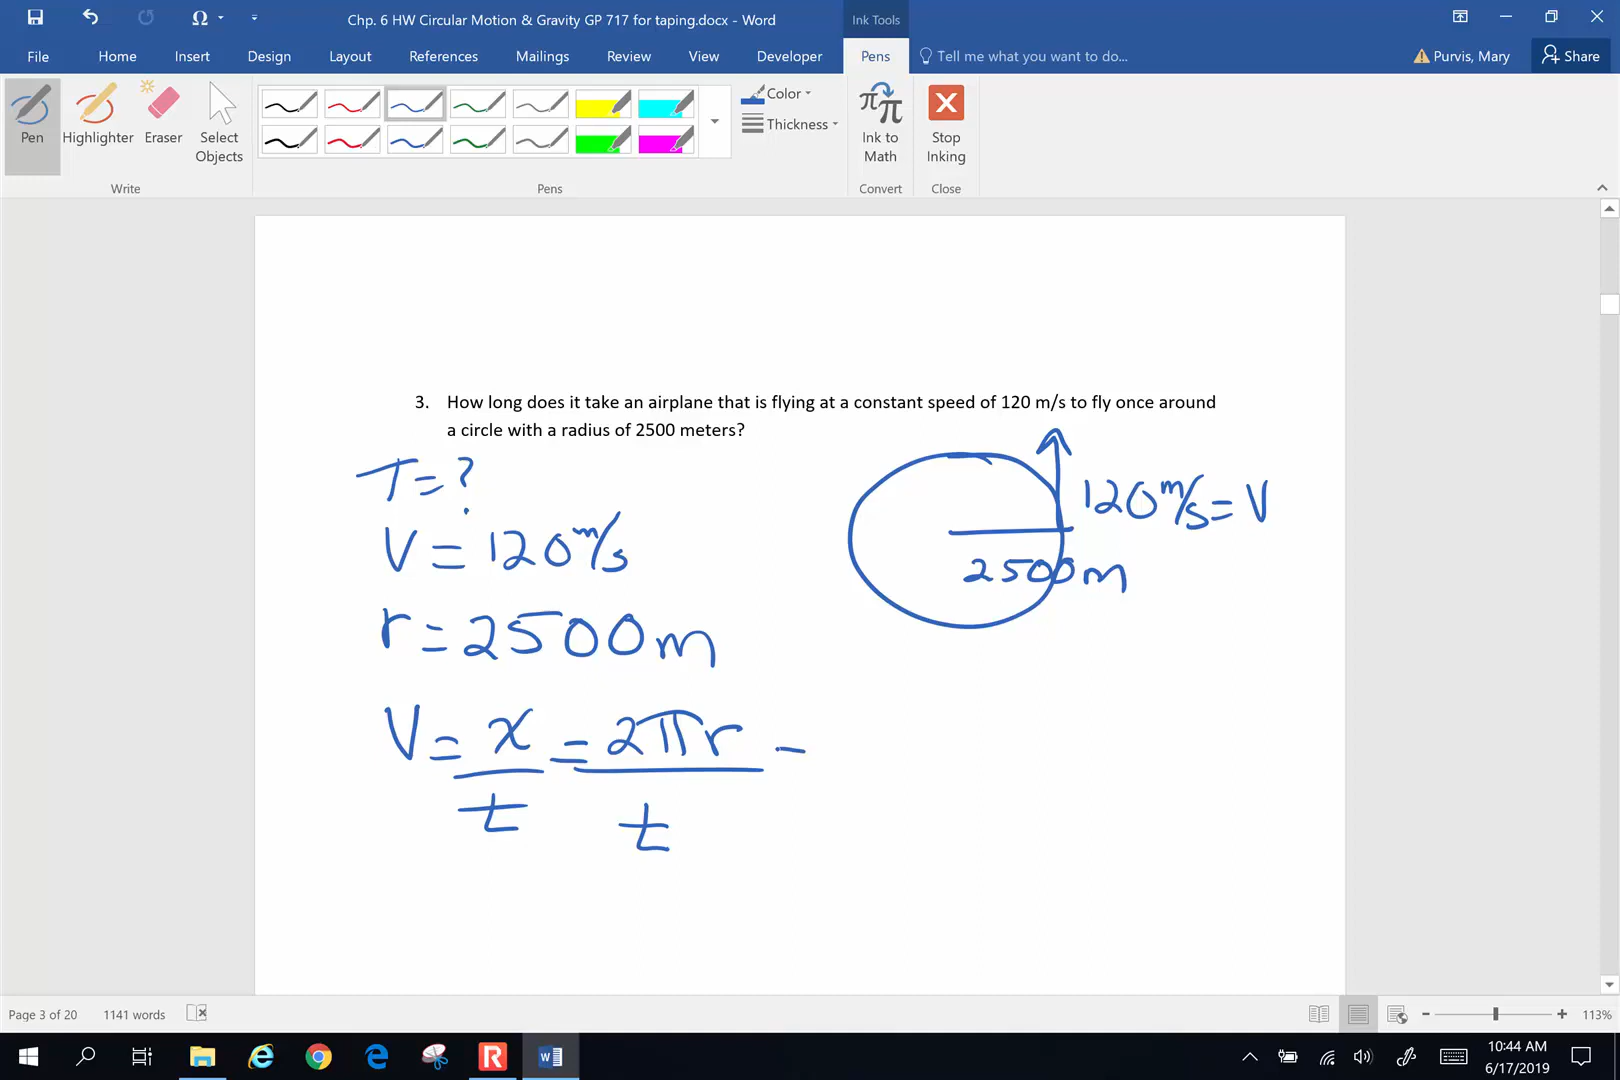 Chp. 6 HW Circular Motion & Gravity GP 717 for taping.docx - Word
Ink Tools
File Home Insert Design Layout References Mailings Review View Developer Pens Tell me what you want to do... Purvis, Mary Share
Pen Highlighter Eraser Select Objects
Color
Thickness
Ink to Math
Stop Inking
Write Pens Convert Close
3. How long does it take an airplane that is flying at a constant speed of 120 m/s to fly once around
a circle with a radius of 2500 meters?
T = ?
V = 120 m/s
r = 2500 m
V = x/t = 2πr/t =
120 m/s = V
2500 m
Page 3 of 20 1141 words 113%
10:44 AM
6/17/2019